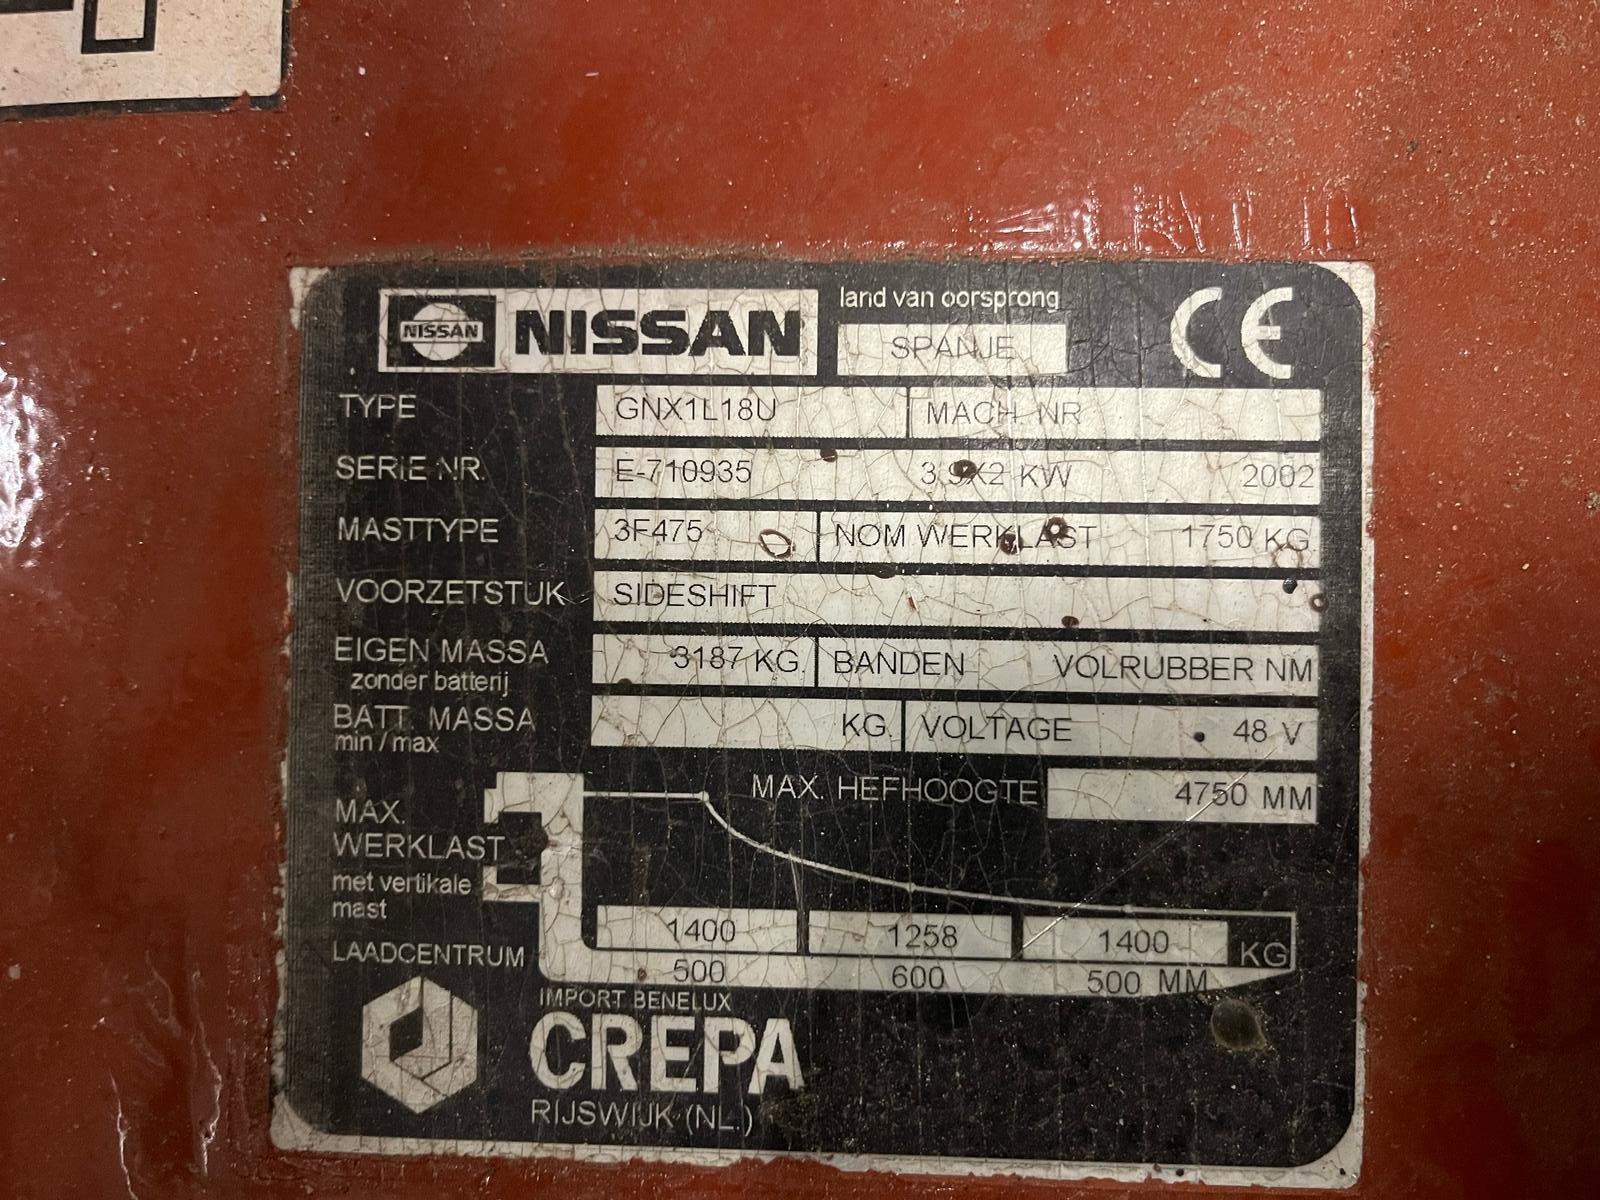 NISSAN NISSAN land van oorsprong
SPANJE CE
TYPE GNX1L18U MACH. NR
SERIE NR. E-710935 3.9X2 KW 2002
MASTTYPE 3F475 NOM WERKLAST 1750 KG
VOORZETSTUK SIDESHIFT
EIGEN MASSA 3187 KG. BANDEN VOLRUBBER NM
zonder batterij
BATT. MASSA KG. VOLTAGE 48 V
min / max
MAX. HEFHOOGTE 4750 MM
MAX.
WERKLAST
met vertikale
mast
1400 1258 1400 KG
LAADCENTRUM 500 600 500 MM
IMPORT BENELUX
CREPA
RIJSWIJK (NL.)